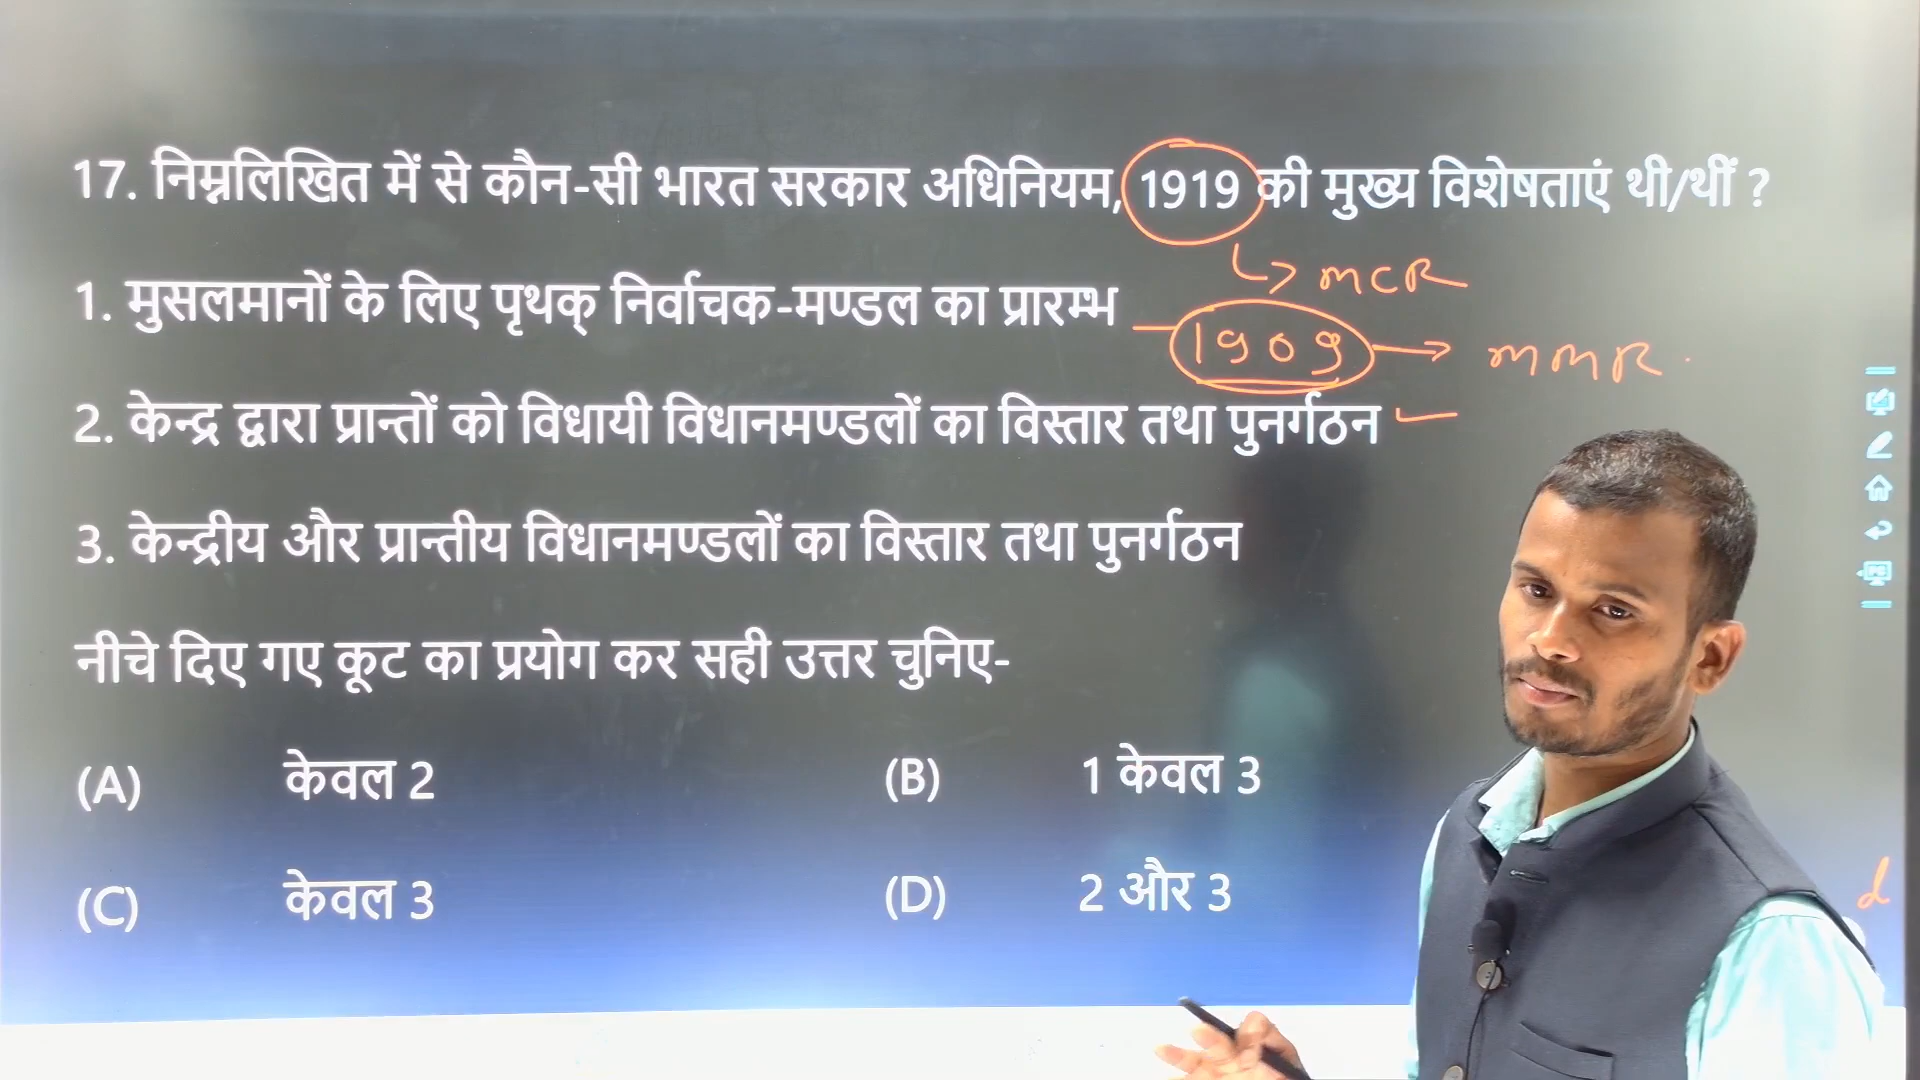 17. निम्नलिखित में से कौन-सी भारत सरकार अधिनियम, 1919 की मुख्य विशेषताएं थी/थीं ?
↳ MCR
1. मुसलमानों के लिए पृथक् निर्वाचक-मण्डल का प्रारम्भ – 1909 → MMR.
2. केन्द्र द्वारा प्रान्तों को विधायी विधानमण्डलों का विस्तार तथा पुनर्गठन
3. केन्द्रीय और प्रान्तीय विधानमण्डलों का विस्तार तथा पुनर्गठन
नीचे दिए गए कूट का प्रयोग कर सही उत्तर चुनिए-
(A) केवल 2 (B) 1 केवल 3
(C) केवल 3 (D) 2 और 3
d